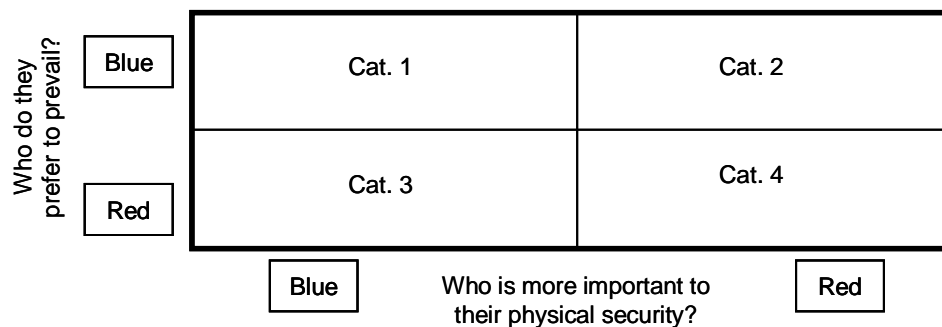 Who do they
prefer to prevail?
Blue
Cat. 1
Cat. 2
Red
Cat. 3
Cat. 4
Blue
Who is more important to
their physical security?
Red